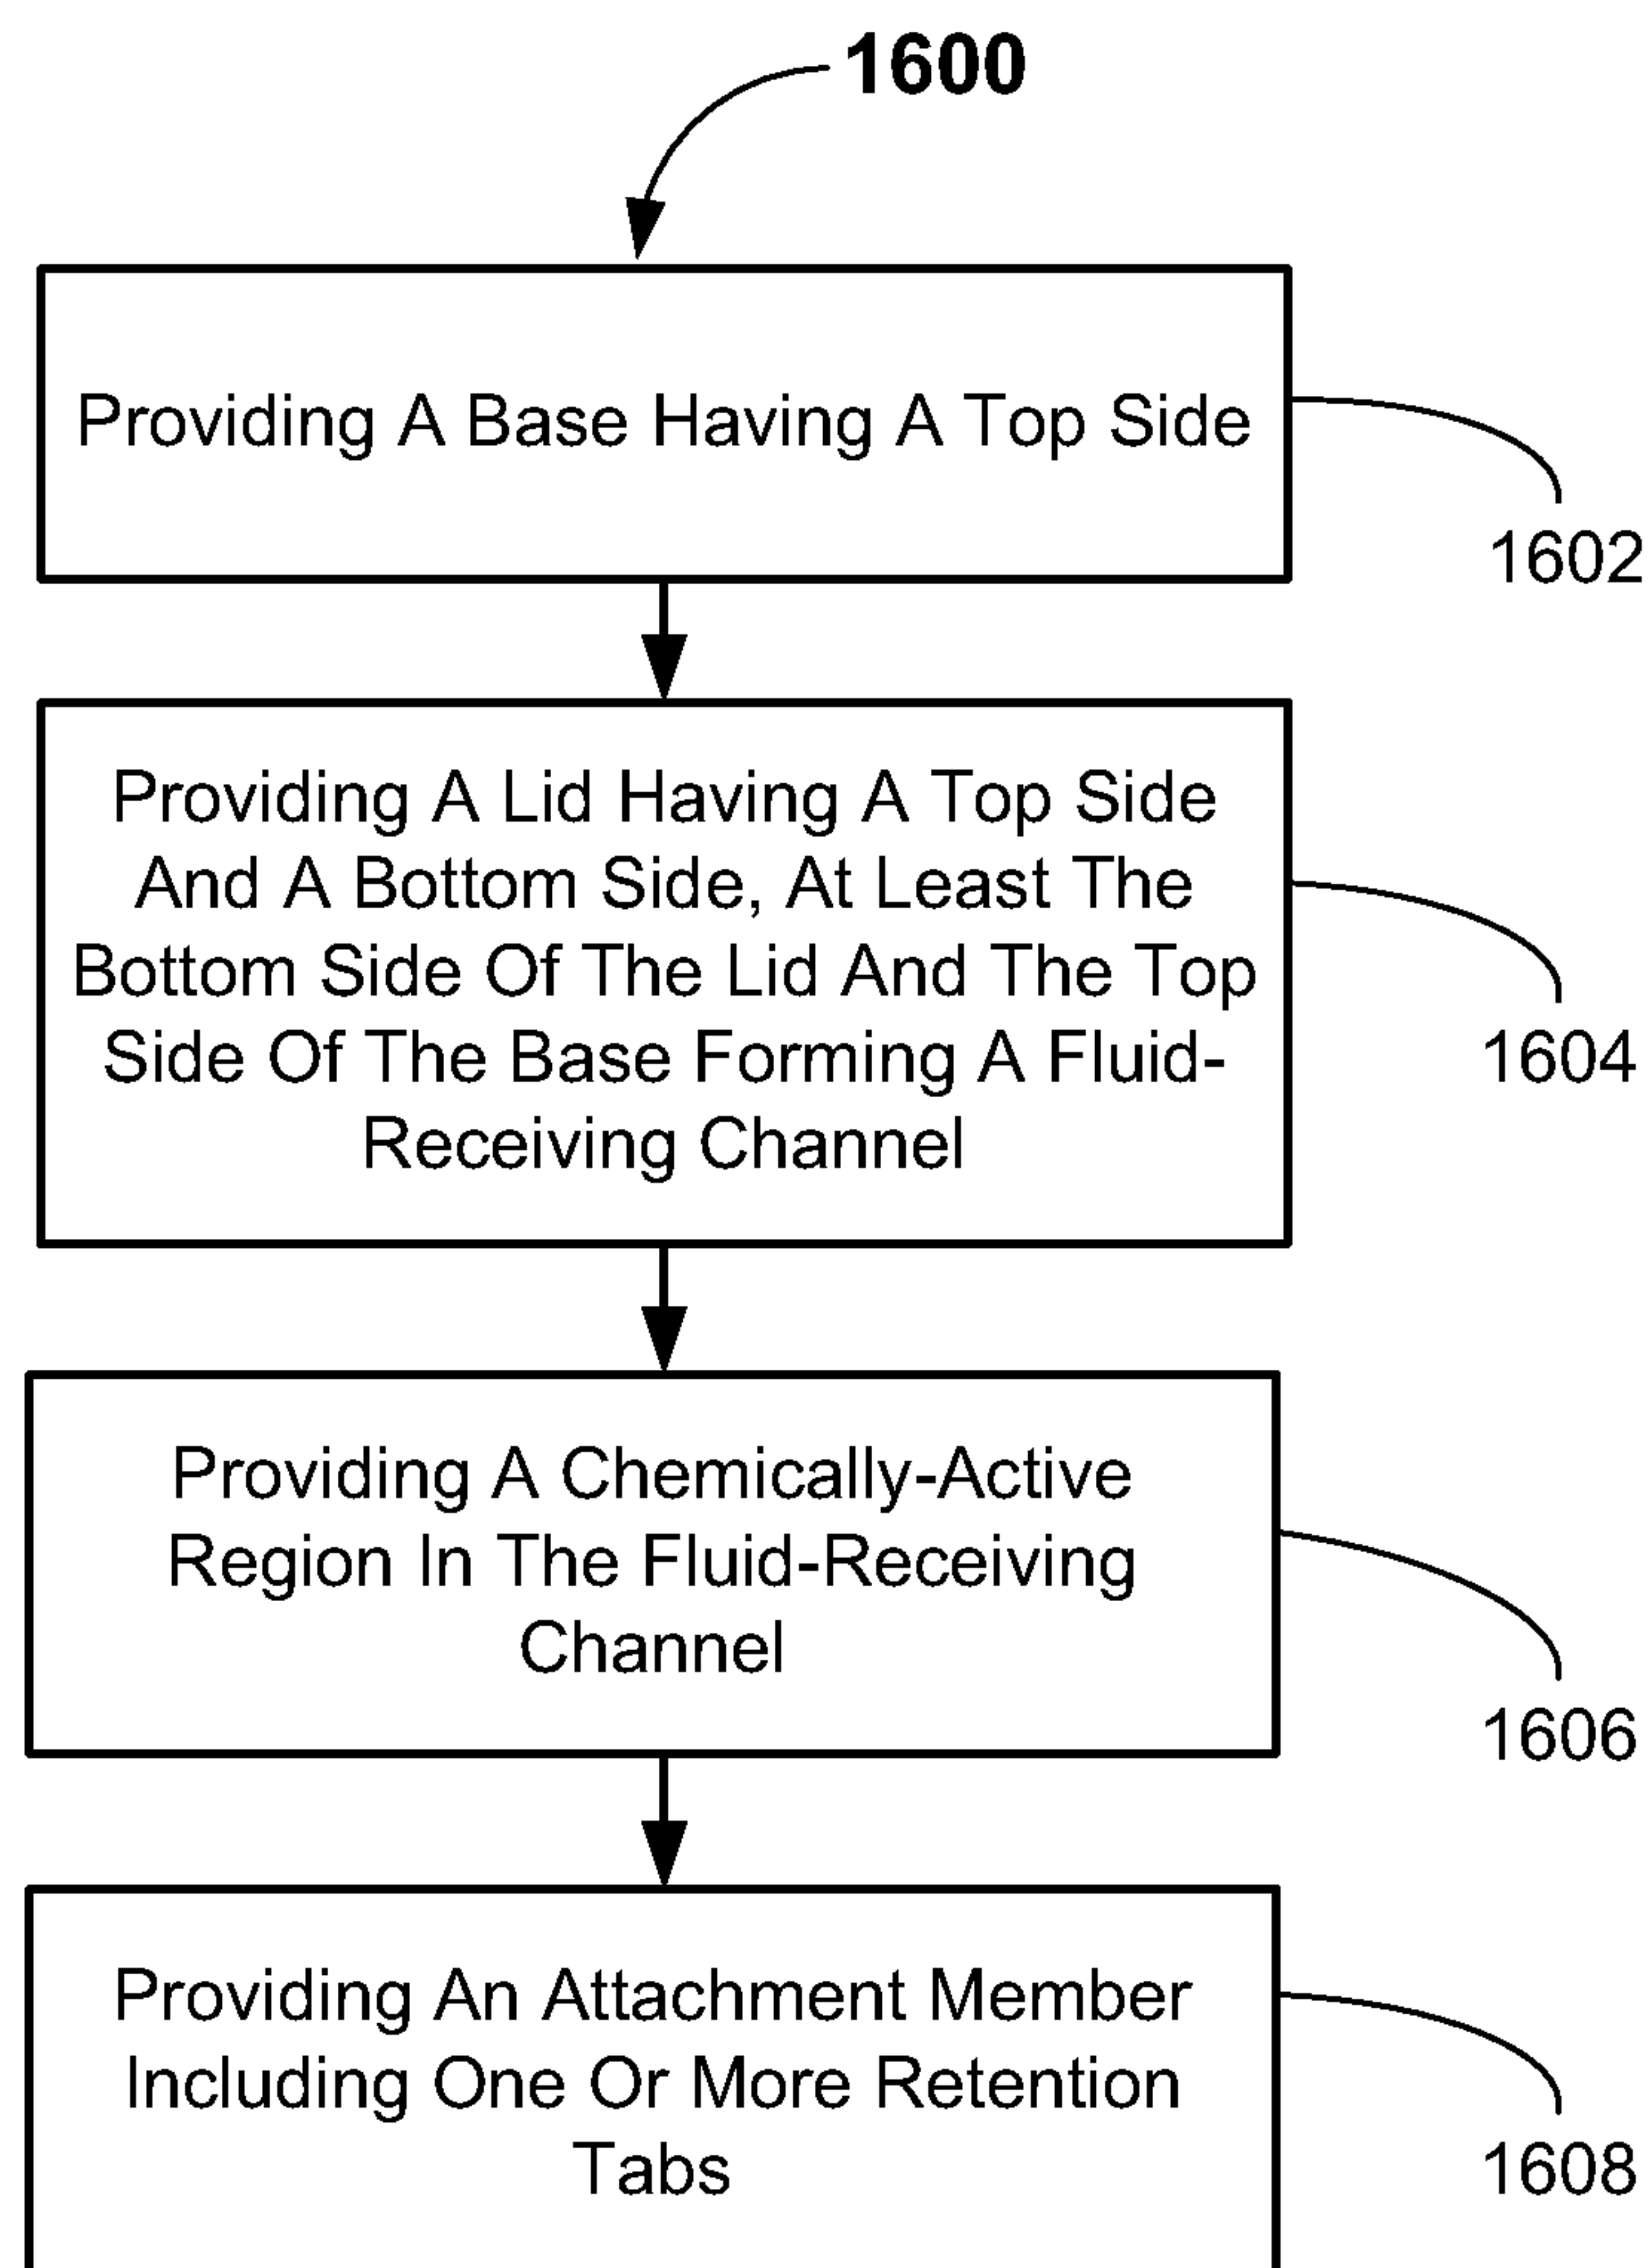 1600
Providing A Base Having A Top Side
1602
Providing A Lid Having A Top Side
And A Bottom Side, At Least The
Bottom Side Of The Lid And The Top
Side Of The Base Forming A Fluid-
Receiving Channel
1604
Providing A Chemically-Active
Region In The Fluid-Receiving
Channel
1606
Providing An Attachment Member
Including One Or More Retention
Tabs
1608